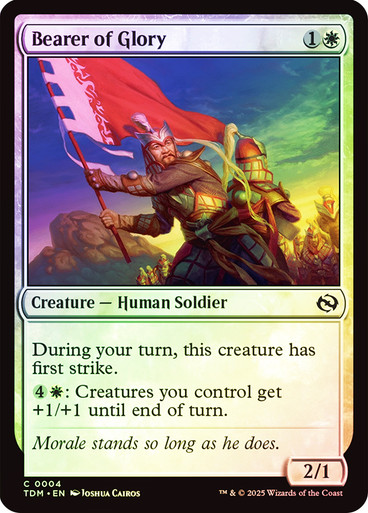 Bearer of Glory 1
Creature — Human Soldier
During your turn, this creature has
first strike.
4: Creatures you control get
+1/+1 until end of turn.
Morale stands so long as he does.
2/1
C 0004
TDM • EN Joshua Cairos
™ & © 2025 Wizards of the Coast